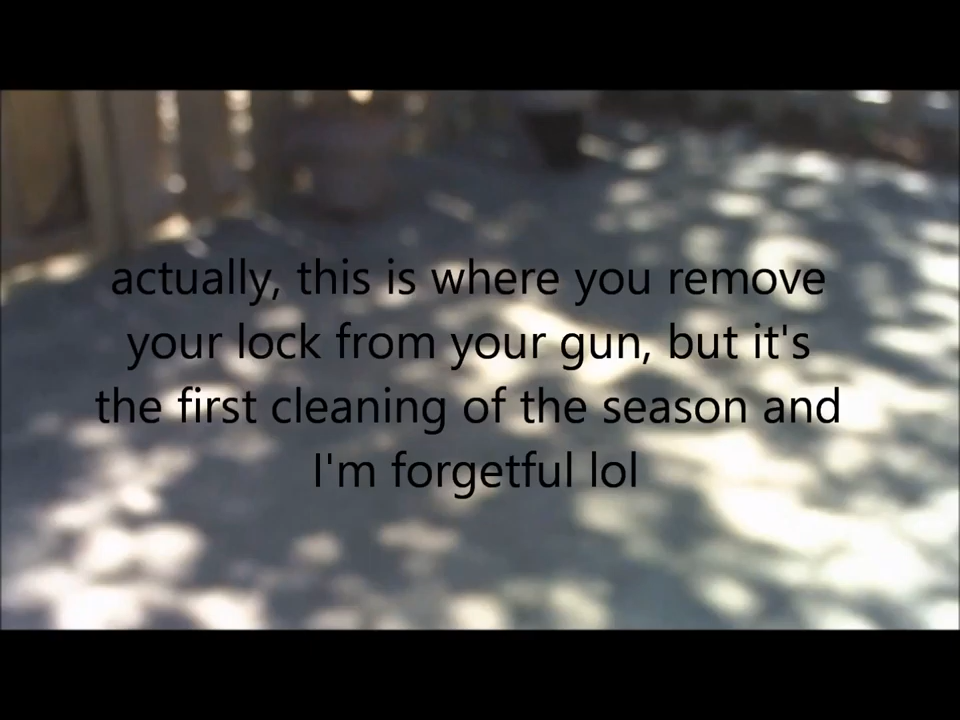 actually, this is where you remove
your lock from your gun, but it's
the first cleaning of the season and
I'm forgetful lol